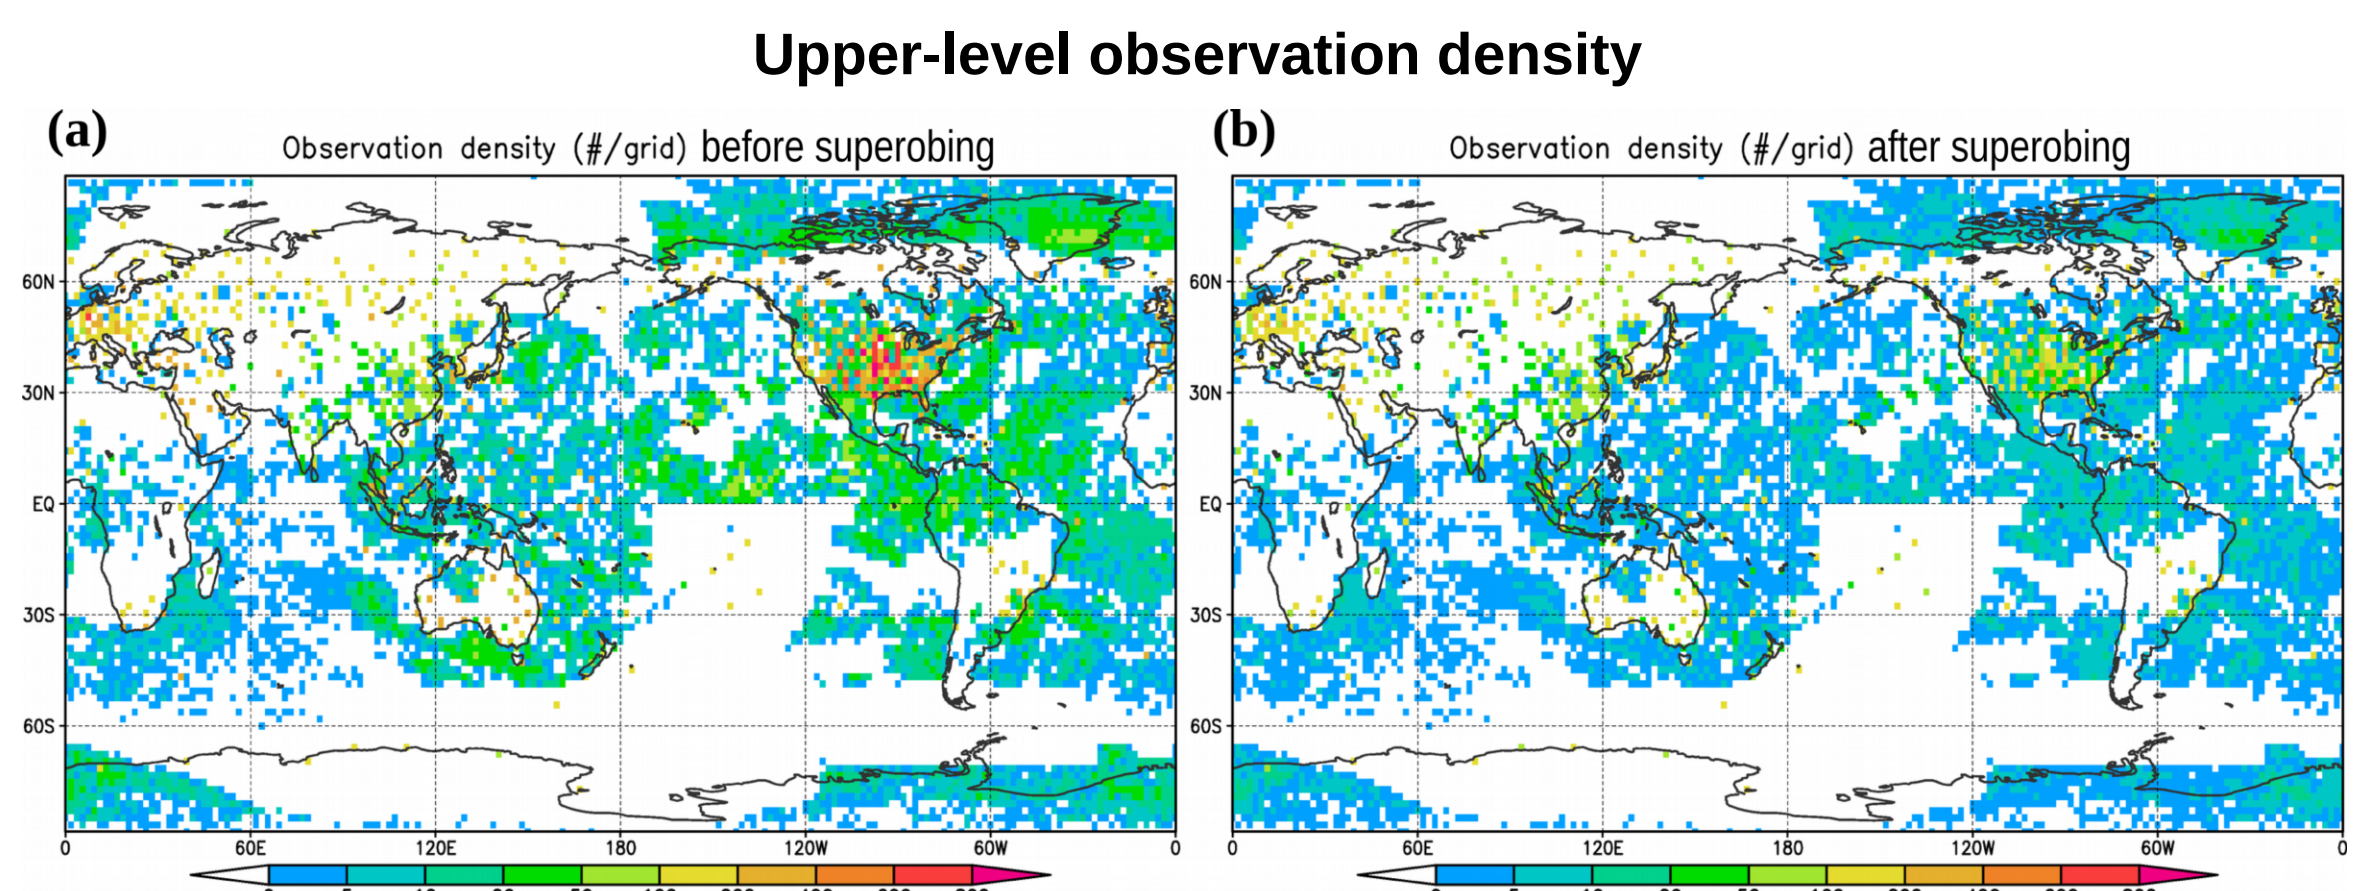 Upper-level observation density
(a)
Observation density (#/grid) before superobing
(b)
Observation density (#/grid) after superobing
60N
30N
EQ
30S
60S
0 60E 120E 180 120W 60W 0
60N
30N
EQ
30S
60S
0 60E 120E 180 120W 60W 0